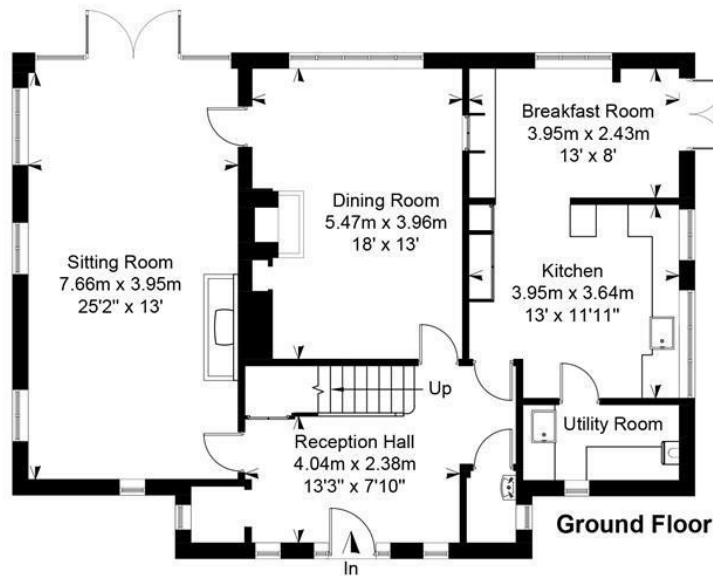 Breakfast Room
3.95m x 2.43m
13' x 8'
Dining Room
5.47m x 3.96m
18' x 13'
Sitting Room
7.66m x 3.95m
25'2" x 13'
Kitchen
3.95m x 3.64m
13' x 11'11"
Up
Utility Room
Reception Hall
4.04m x 2.38m
13'3" x 7'10"
Ground Floor
In